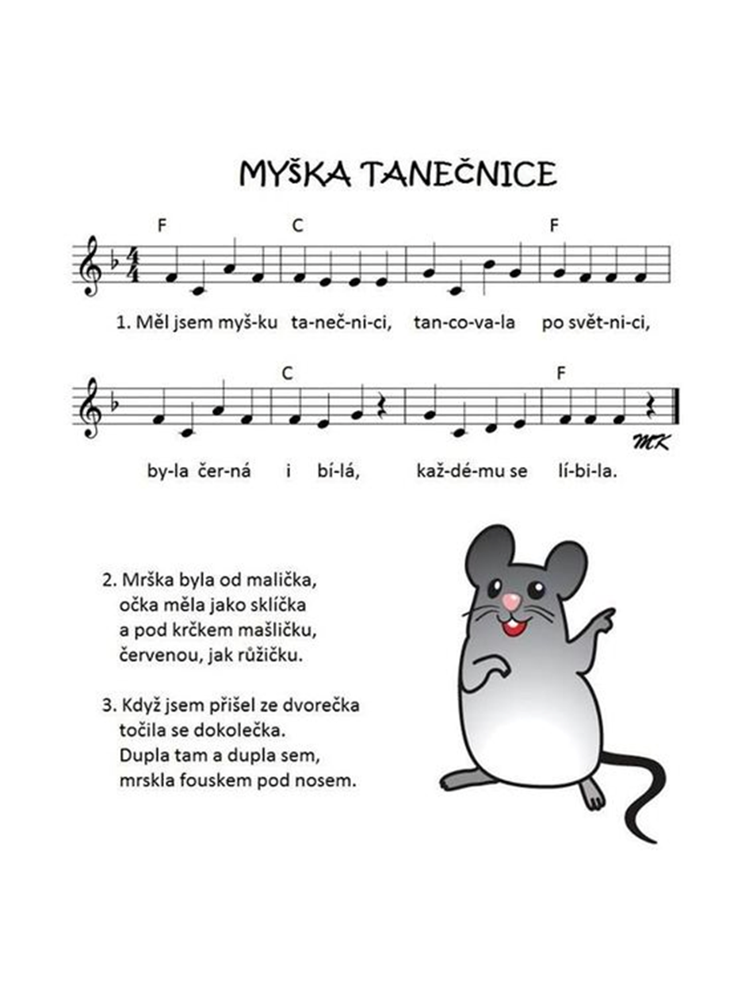 MYŠKA TANEČNICE
F C F
4
4
1. Měl jsem myš-ku ta-neč-ni-ci, tan-co-va-la po svět-ni-ci,
C F
MK
by-la čer-ná i bí-lá, kaž-dé-mu se lí-bi-la.
2. Mrška byla od malička,
očka měla jako sklíčka
a pod krčkem mašličku,
červenou, jak růžičku.
3. Když jsem přišel ze dvorečka
točila se dokolečka.
Dupla tam a dupla sem,
mrskla fouskem pod nosem.